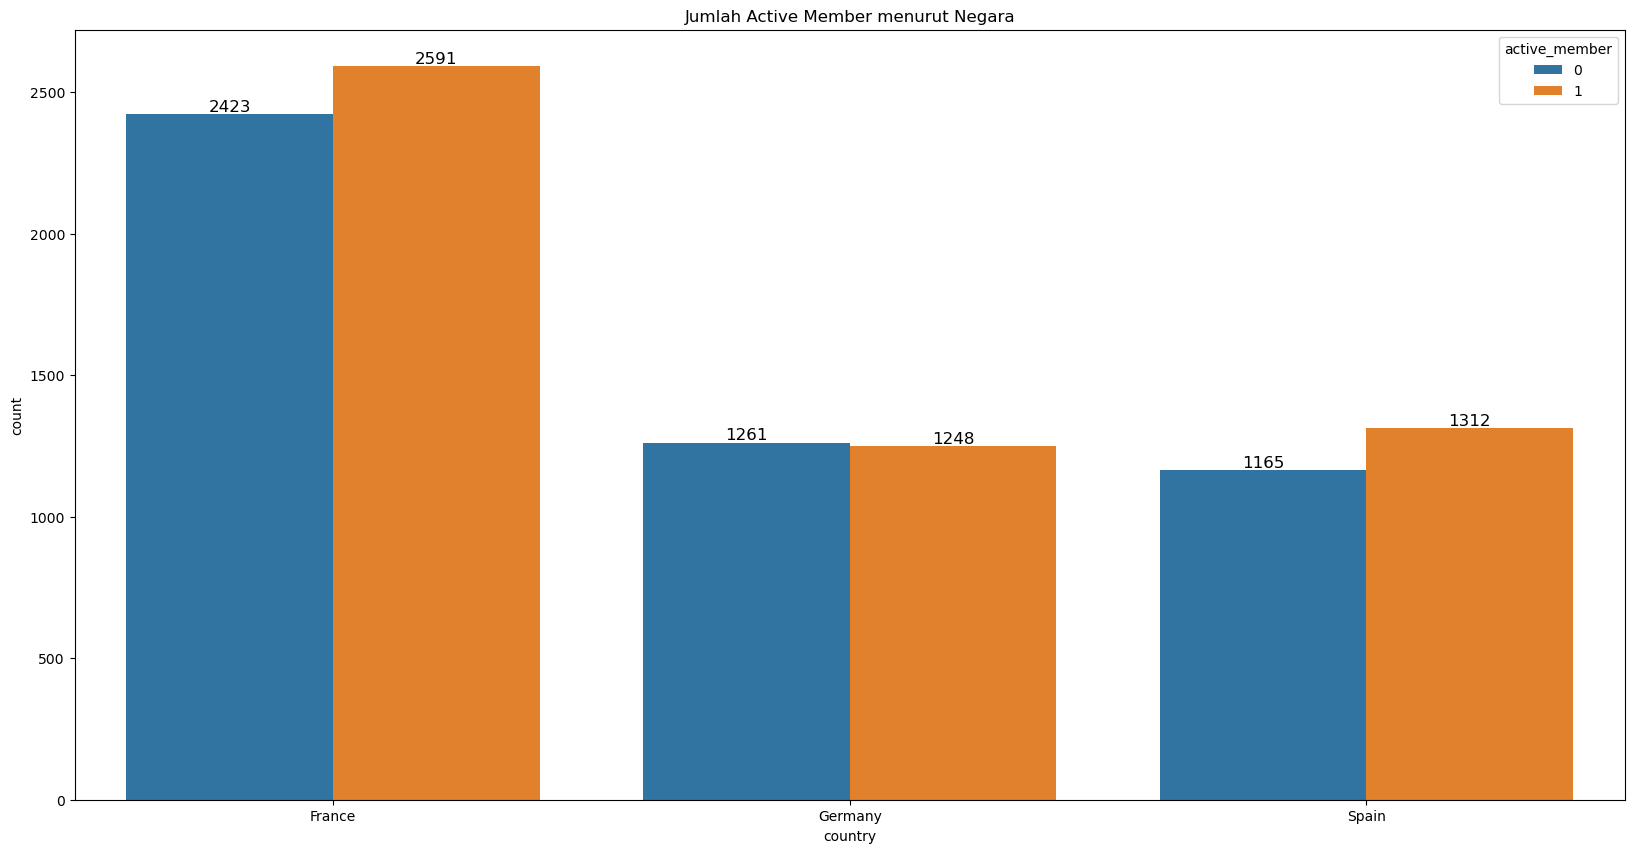 Jumlah Active Member menurut Negara
active_member
0
1
2423
2591
1261
1248
1165
1312
2500
2000
1500
1000
500
0
count
France
Germany
Spain
country